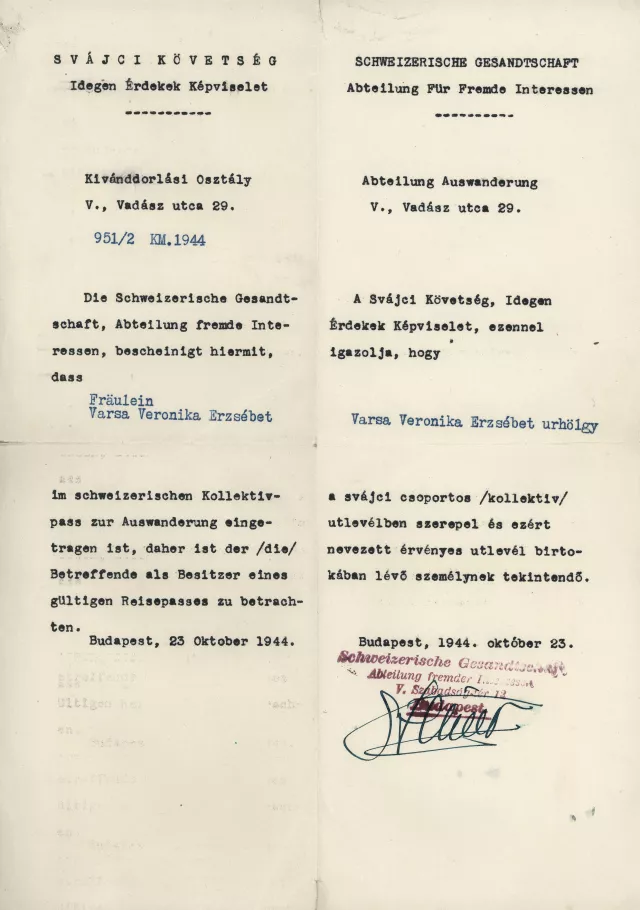 SVÁJCI KÖVETSÉG
Idegen Érdekek Képviselet
-----------
Kivánddorlási Osztály
V., Vadász utca 29.
951/2 KM.1944
Die Schweizerische Gesandt-
schaft, Abteilung fremde Inte-
ressen, bescheinigt hiermit,
dass
Fräulein
Varsa Veronika Erzsébet
im schweizerischen Kollektiv-
pass zur Auswanderung einge-
tragen ist, daher ist der /die/
Betreffende als Besitzer eines
gültigen Reisepasses zu betrach-
ten.
Budapest, 23 Oktober 1944.
SCHWEIZERISCHE GESANDTSCHAFT
Abteilung Für Fremde Interessen
----------
Abteilung Auswanderung
V., Vadász utca 29.
A Svájci Követség, Idegen
Érdekek Képviselet, ezennel
igazolja, hogy
Varsa Veronika Erzsébet urhölgy
a svájci csoportos /kollektiv/
utlevélben szerepel és ezért
nevezett érvényes utlevél birto-
kában lévő személynek tekintendő.
Budapest, 1944. október 23.
Schweizerische Gesandtschaft
Abteilung fremder
V. Szabadság-tér 12
Budapest